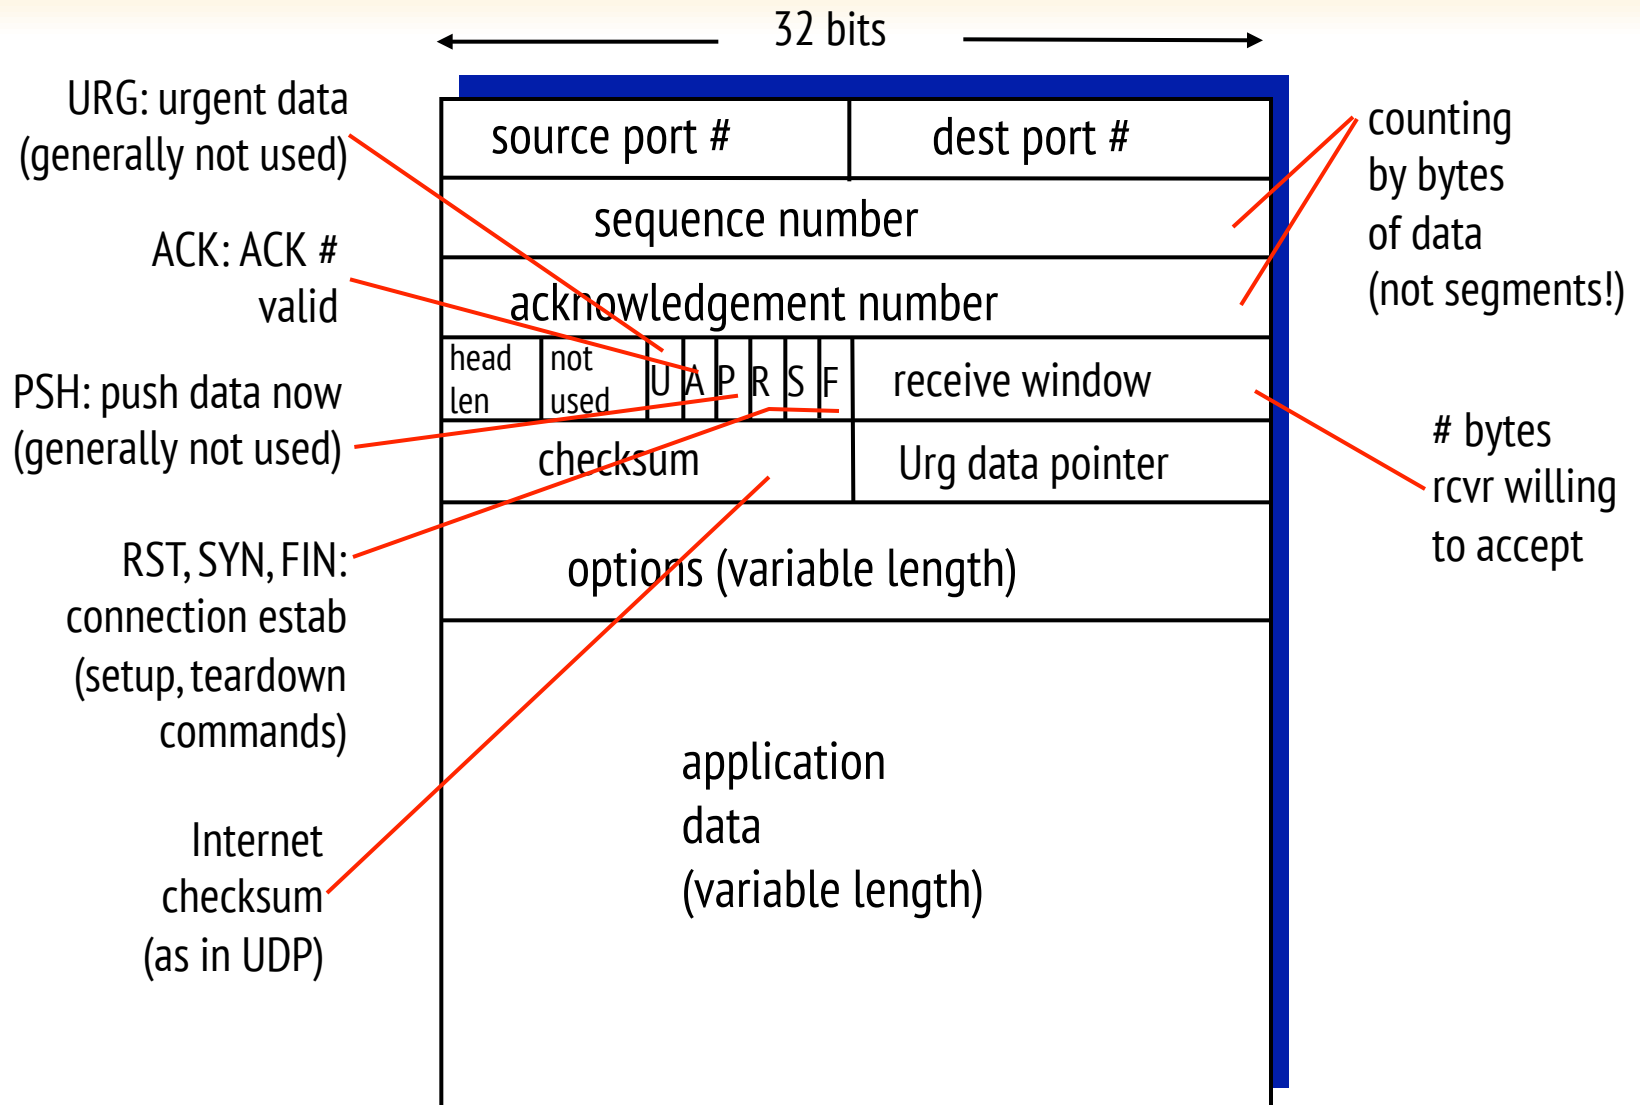 32 bits
URG: urgent data
(generally not used)
ACK: ACK #
valid
PSH: push data now
(generally not used)
RST, SYN, FIN:
connection estab
(setup, teardown
commands)
Internet
checksum
(as in UDP)
source port #
dest port #
sequence number
acknowledgement number
head
len
not
used
U A P R S F
receive window
checksum
Urg data pointer
options (variable length)
application
data
(variable length)
counting
by bytes
of data
(not segments!)
# bytes
rcvr willing
to accept